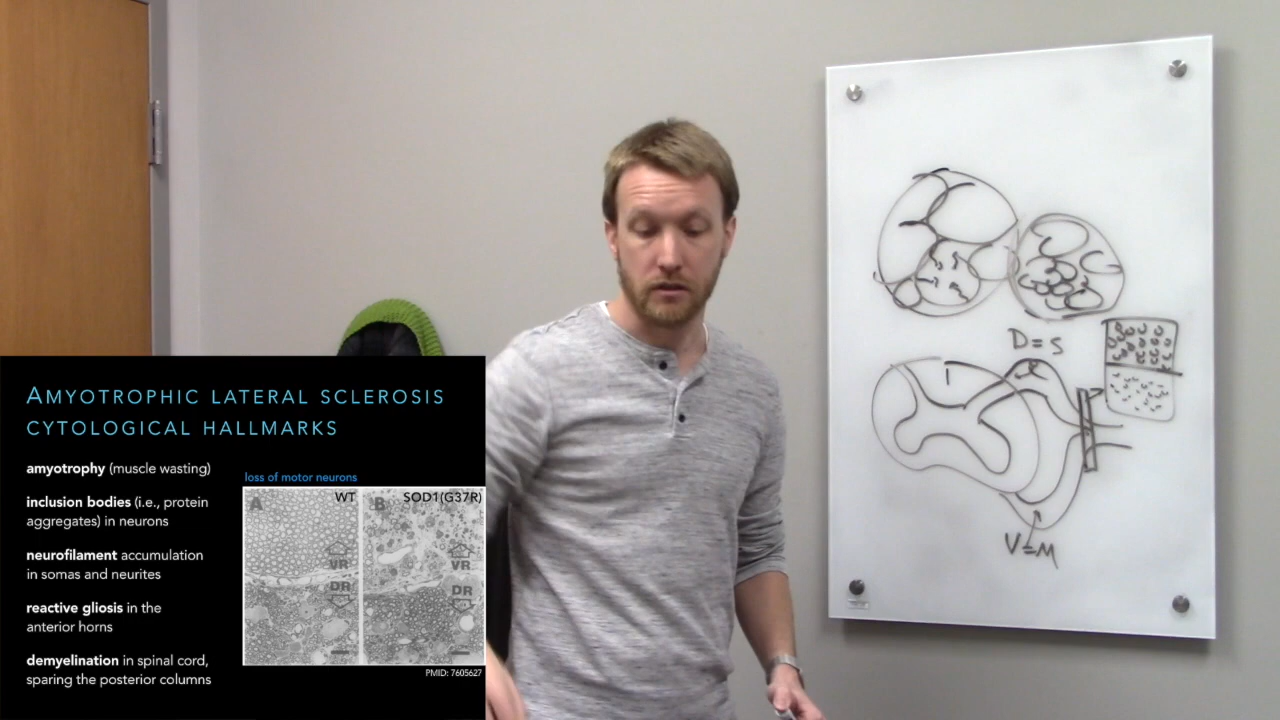 AMYOTROPHIC LATERAL SCLEROSIS
CYTOLOGICAL HALLMARKS
amyotrophy (muscle wasting)
inclusion bodies (i.e., protein
aggregates) in neurons
neurofilament accumulation
in somas and neurites
reactive gliosis in the
anterior horns
demyelination in spinal cord,
sparing the posterior columns
loss of motor neurons
A WT
B SOD1(G37R)
VR VR
DR DR
PMID: 7605627
D=S
V=M